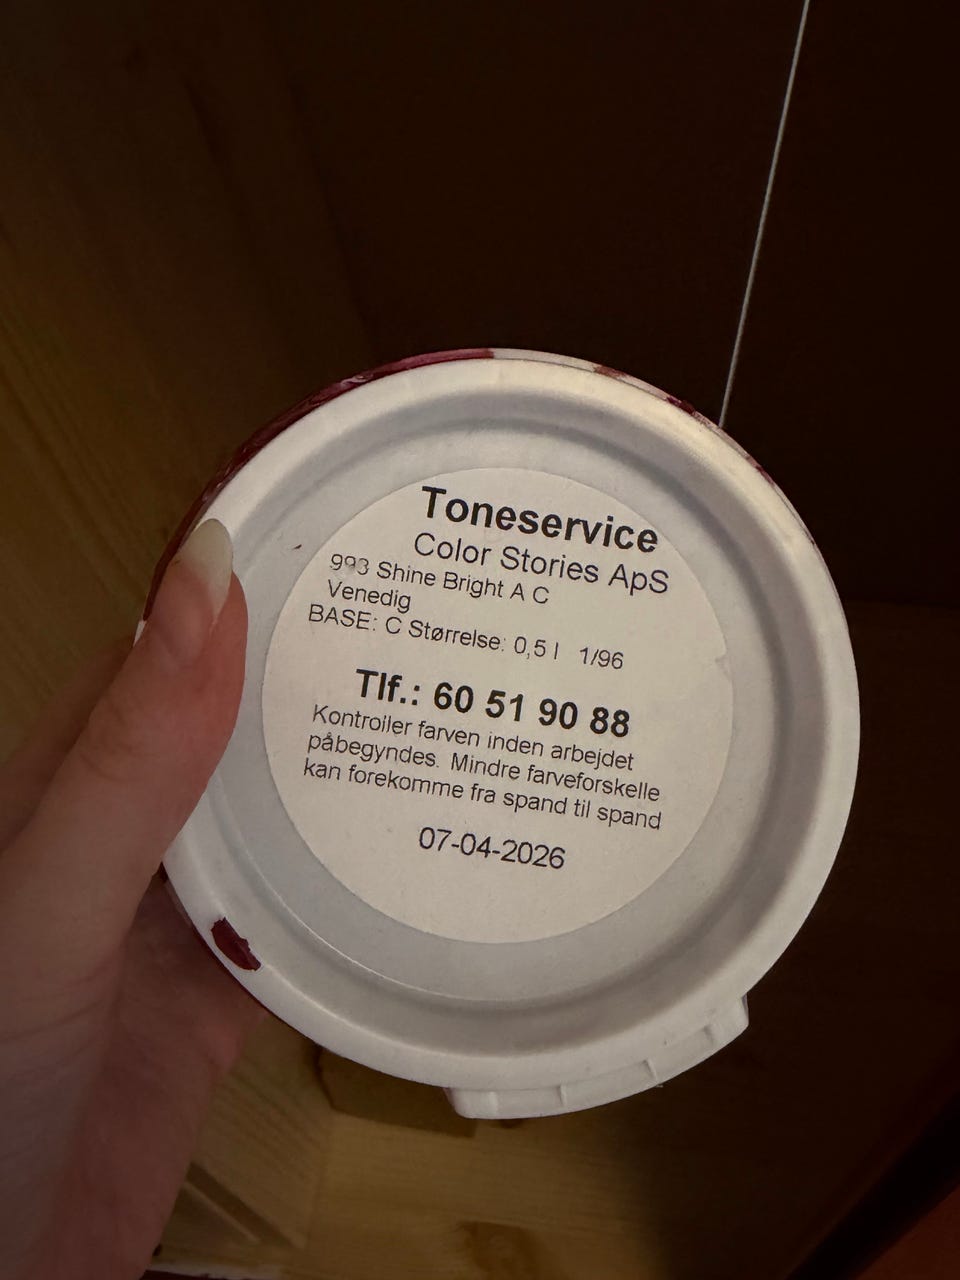 Toneservice
Color Stories ApS
993 Shine Bright A C
Venedig
BASE: C Størrelse: 0,5 l 1/96
Tlf.: 60 51 90 88
Kontroller farven inden arbejdet
påbegyndes. Mindre farveforskelle
kan forekomme fra spand til spand
07-04-2026